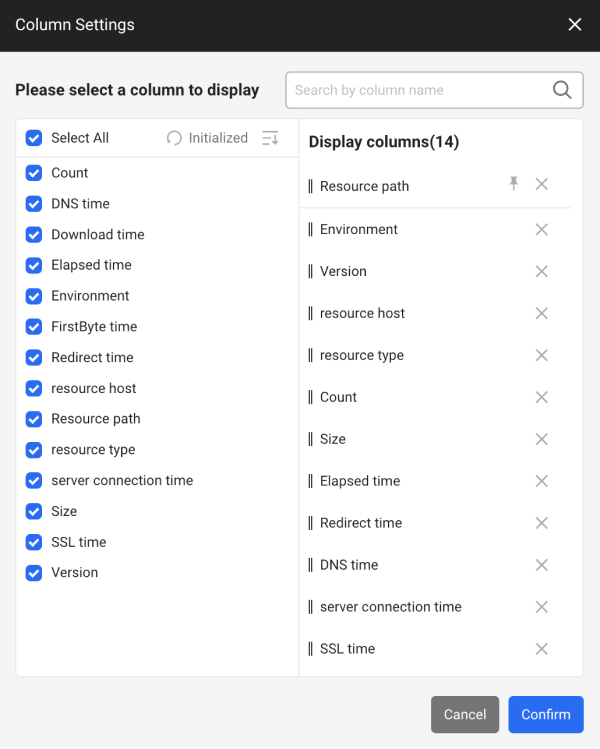 Column Settings
Please select a column to display
Search by column name
Select All
Initialized
Count
DNS time
Download time
Elapsed time
Environment
FirstByte time
Redirect time
resource host
Resource path
resource type
server connection time
Size
SSL time
Version
Display columns(14)
Resource path
Environment
Version
resource host
resource type
Count
Size
Elapsed time
Redirect time
DNS time
server connection time
SSL time
Cancel
Confirm